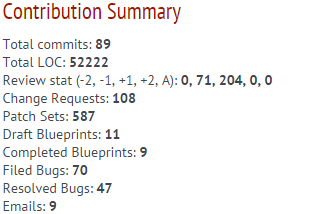 Contribution Summary
Total commits: 89
Total LOC: 52222
Review stat (-2, -1, +1, +2, A): 0, 71, 204, 0, 0
Change Requests: 108
Patch Sets: 587
Draft Blueprints: 11
Completed Blueprints: 9
Filed Bugs: 70
Resolved Bugs: 47
Emails: 9